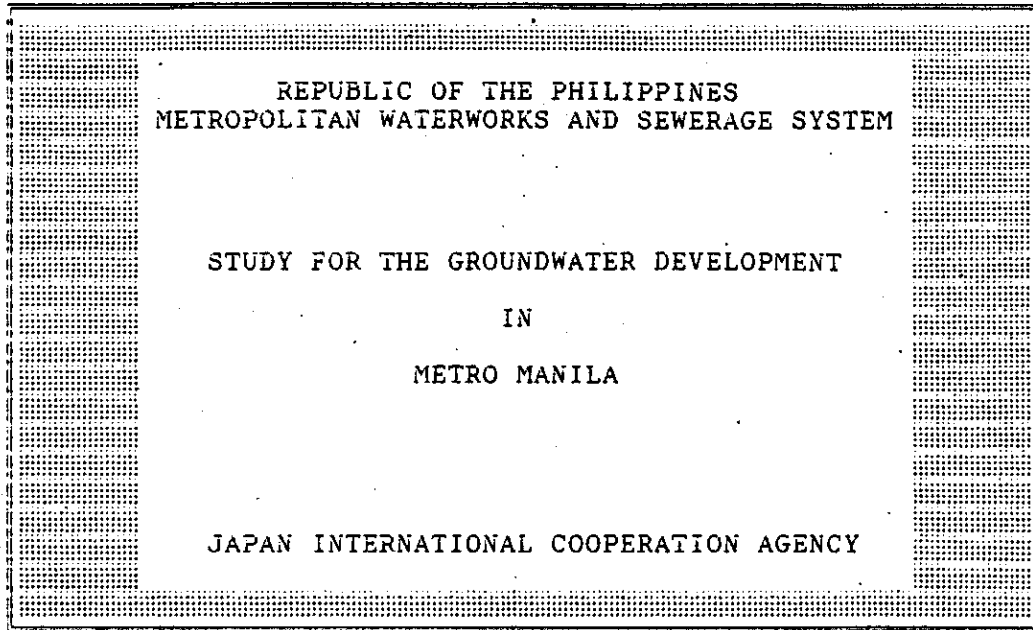 REPUBLIC OF THE PHILIPPINES
METROPOLITAN WATERWORKS AND SEWERAGE SYSTEM
STUDY FOR THE GROUNDWATER DEVELOPMENT
IN
METRO MANILA
JAPAN INTERNATIONAL COOPERATION AGENCY